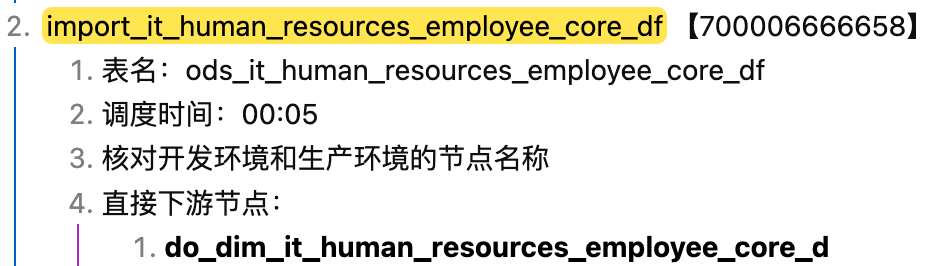 2. import_it_human_resources_employee_core_df 【700006666658】
1. 表名：ods_it_human_resources_employee_core_df
2. 调度时间：00:05
3. 核对开发环境和生产环境的节点名称
4. 直接下游节点：
1. do_dim_it_human_resources_employee_core_d